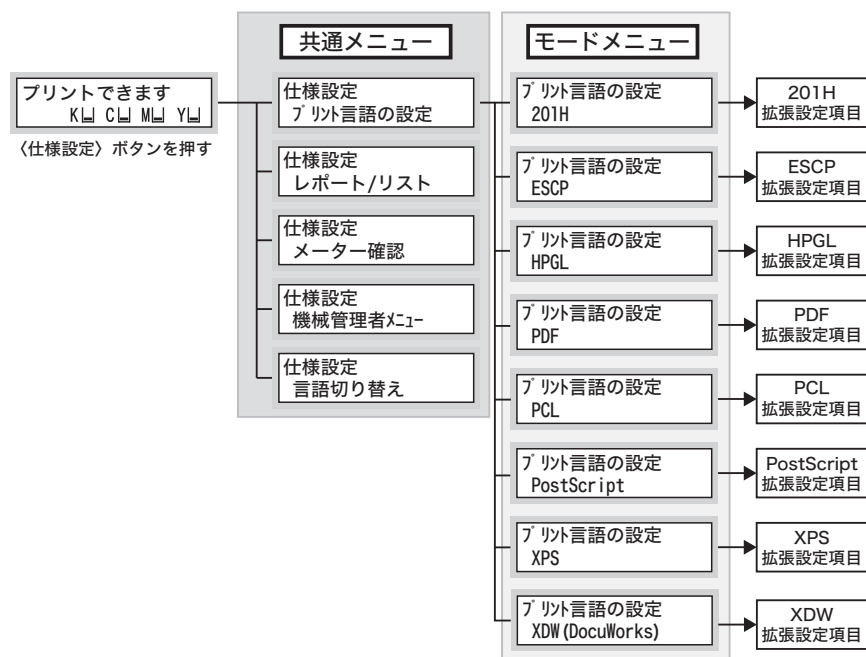 共通メニュー
モードメニュー
プリントできます
K C M Y
〈仕様設定〉ボタンを押す
仕様設定
プリント言語の設定
仕様設定
レポート/リスト
仕様設定
メーター確認
仕様設定
機械管理者メニュー
仕様設定
言語切り替え
プリント言語の設定
201H
プリント言語の設定
ESCP
プリント言語の設定
HPGL
プリント言語の設定
PDF
プリント言語の設定
PCL
プリント言語の設定
PostScript
プリント言語の設定
XPS
プリント言語の設定
XDW(DocuWorks)
201H
拡張設定項目
ESCP
拡張設定項目
HPGL
拡張設定項目
PDF
拡張設定項目
PCL
拡張設定項目
PostScript
拡張設定項目
XPS
拡張設定項目
XDW
拡張設定項目